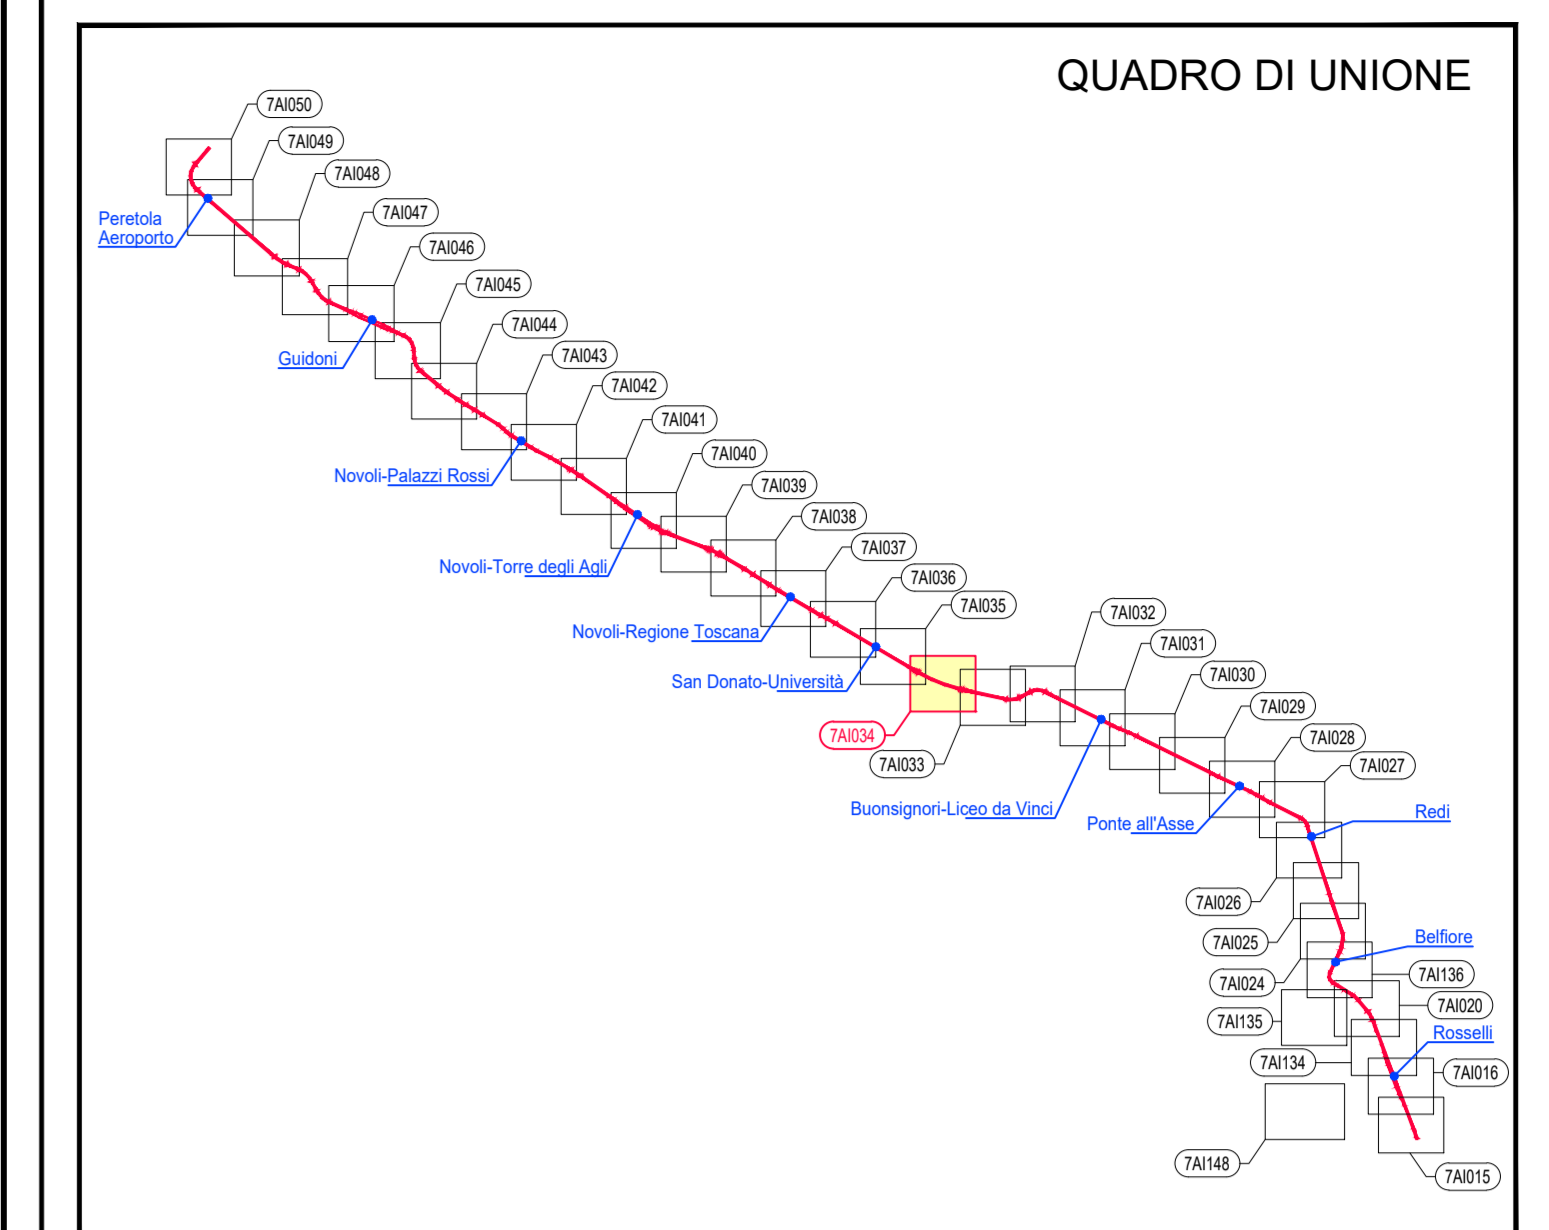 QUADRO DI UNIONE
7AI050
7AI049
7AI048
7AI047
Peretola
Aeroporto
7AI046
7AI045
7AI044
Guidoni
7AI043
7AI042
7AI041
7AI040
Novoli-Palazzi Rossi
7AI039
7AI038
7AI037
Novoli-Torre degli Agli
7AI036
7AI035
7AI032
Novoli-Regione Toscana
7AI031
7AI030
San Donato-Università
7AI029
7AI034
7AI028
7AI033
7AI027
Buonsignori-Liceo da Vinci
Redi
Ponte all'Asse
7AI026
Belfiore
7AI025
7AI136
7AI024
7AI020
7AI135
Rosselli
7AI134
7AI016
7AI148
7AI015